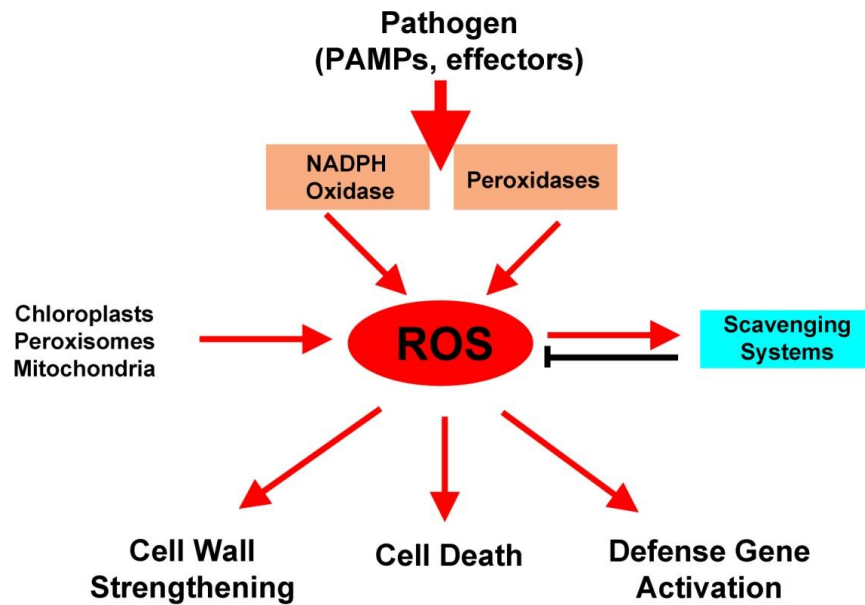 Pathogen
(PAMPs, effectors)
NADPH
Oxidase
Peroxidases
Chloroplasts
Peroxisomes
Mitochondria
ROS
Scavenging
Systems
Cell Wall
Strengthening
Cell Death
Defense Gene
Activation